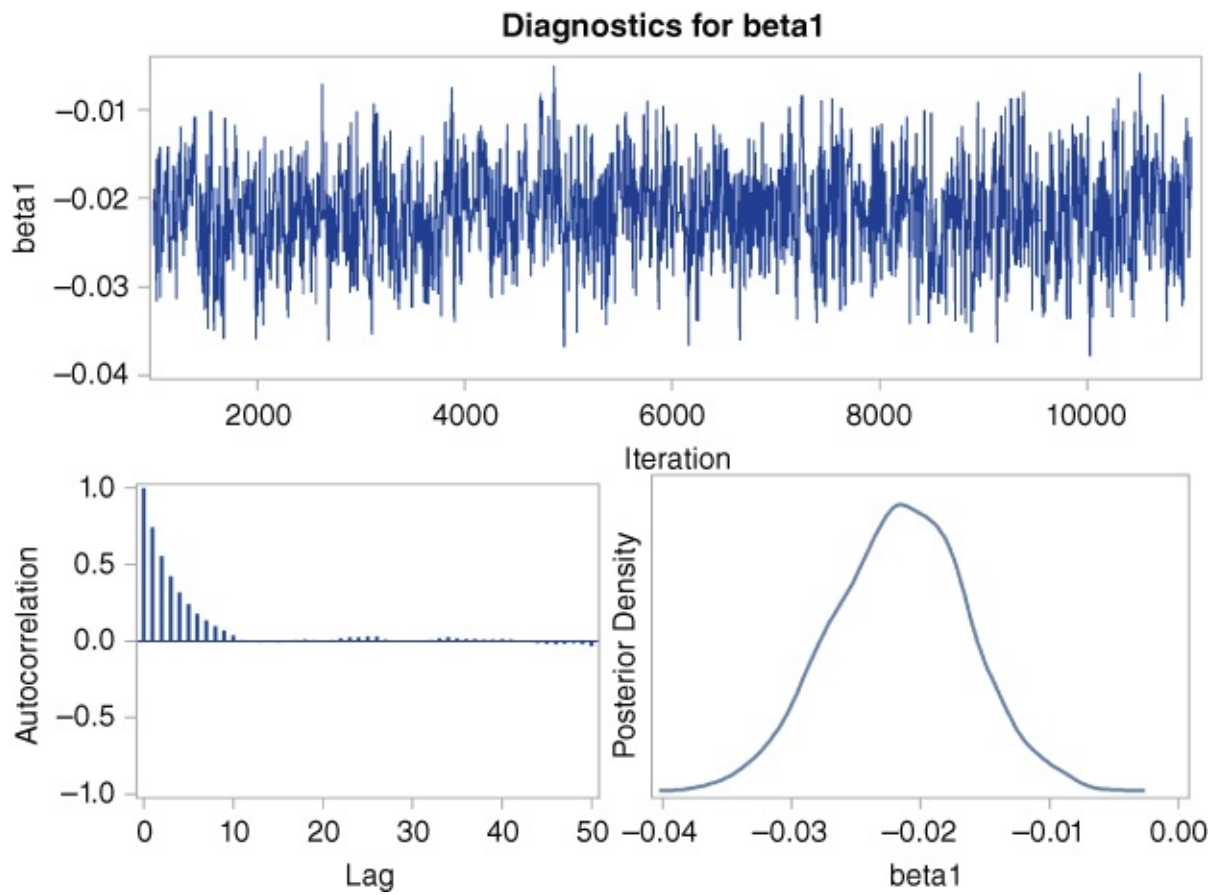 Diagnostics for beta1
beta1
−0.01
−0.02
−0.03
−0.04
2000 4000 6000 8000 10000
Iteration
Autocorrelation
1.0
0.5
0.0
−0.5
−1.0
0 10 20 30 40 50
Lag
Posterior Density
−0.04 −0.03 −0.02 −0.01 0.00
beta1